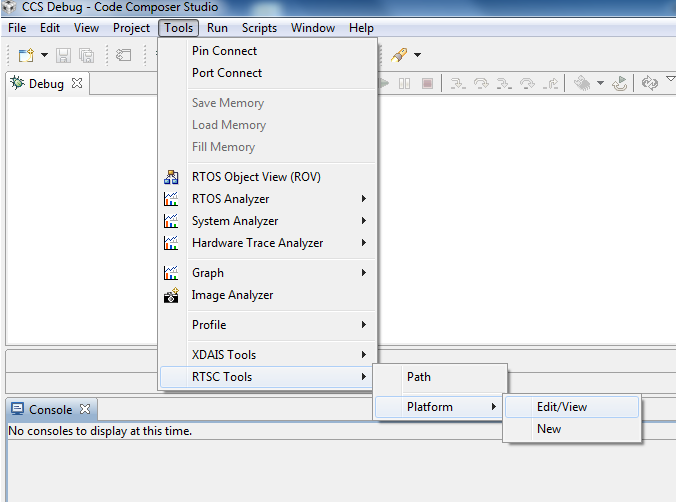 CCS Debug - Code Composer Studio
File Edit View Project Tools Run Scripts Window Help
Debug
Pin Connect
Port Connect
Save Memory
Load Memory
Fill Memory
RTOS Object View (ROV)
RTOS Analyzer
System Analyzer
Hardware Trace Analyzer
Graph
Image Analyzer
Profile
XDAIS Tools
RTSC Tools
Path
Platform
Edit/View
New
Console
No consoles to display at this time.